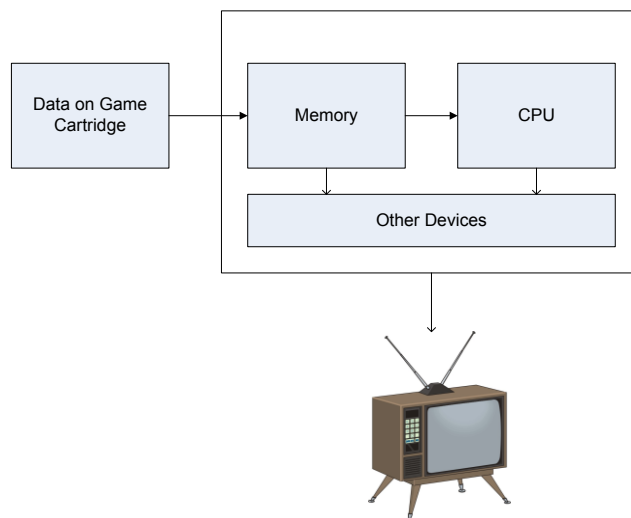 Data on Game
Cartridge
Memory
CPU
Other Devices